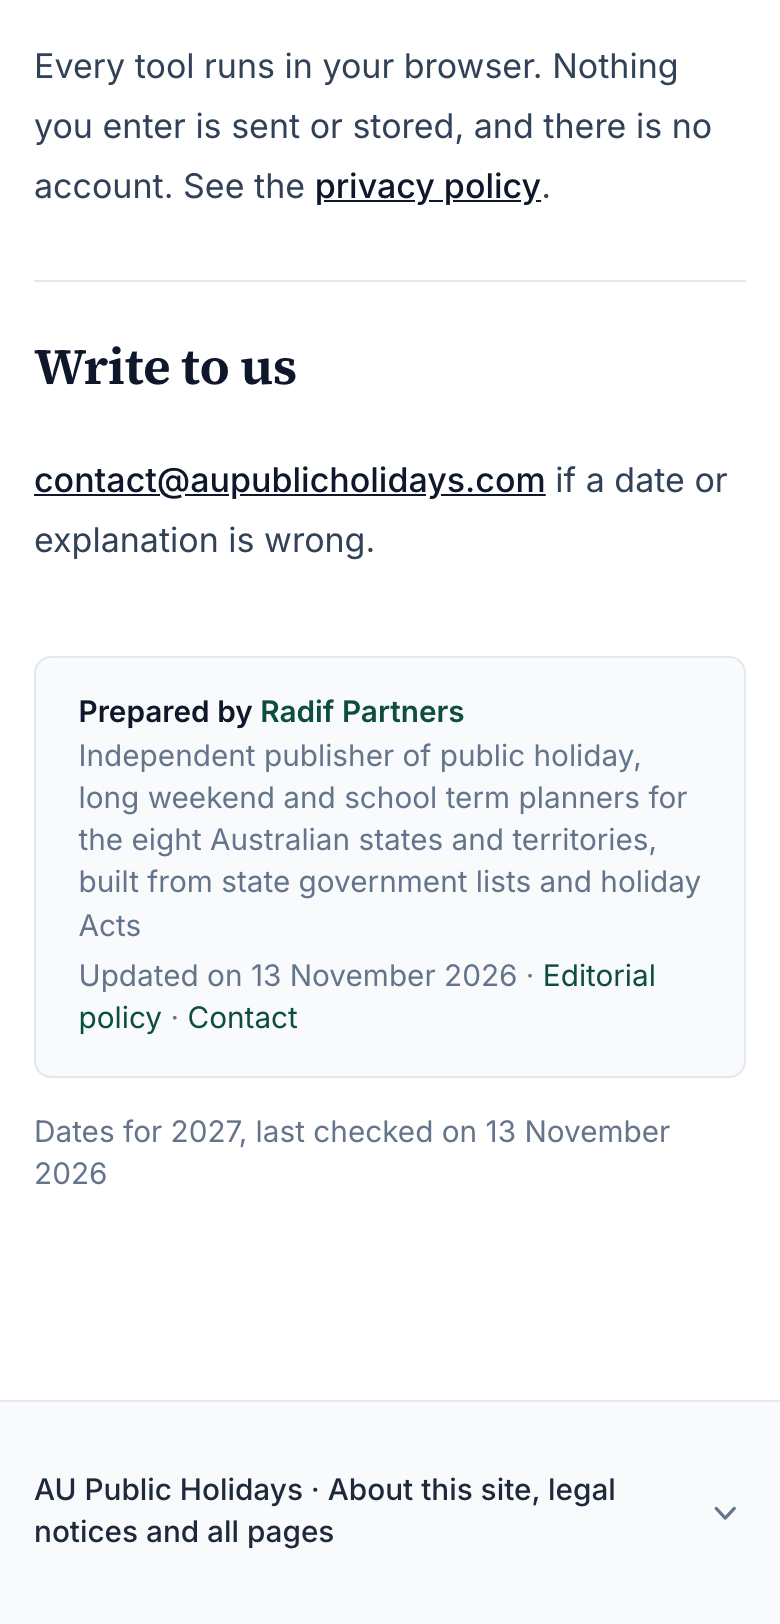 Every tool runs in your browser. Nothing
you enter is sent or stored, and there is no
account. See the privacy policy.
Write to us
contact@aupublicholidays.com if a date or
explanation is wrong.
Prepared by Radif Partners
Independent publisher of public holiday,
long weekend and school term planners for
the eight Australian states and territories,
built from state government lists and holiday
Acts
Updated on 13 November 2026 · Editorial
policy · Contact
Dates for 2027, last checked on 13 November
2026
AU Public Holidays · About this site, legal
notices and all pages